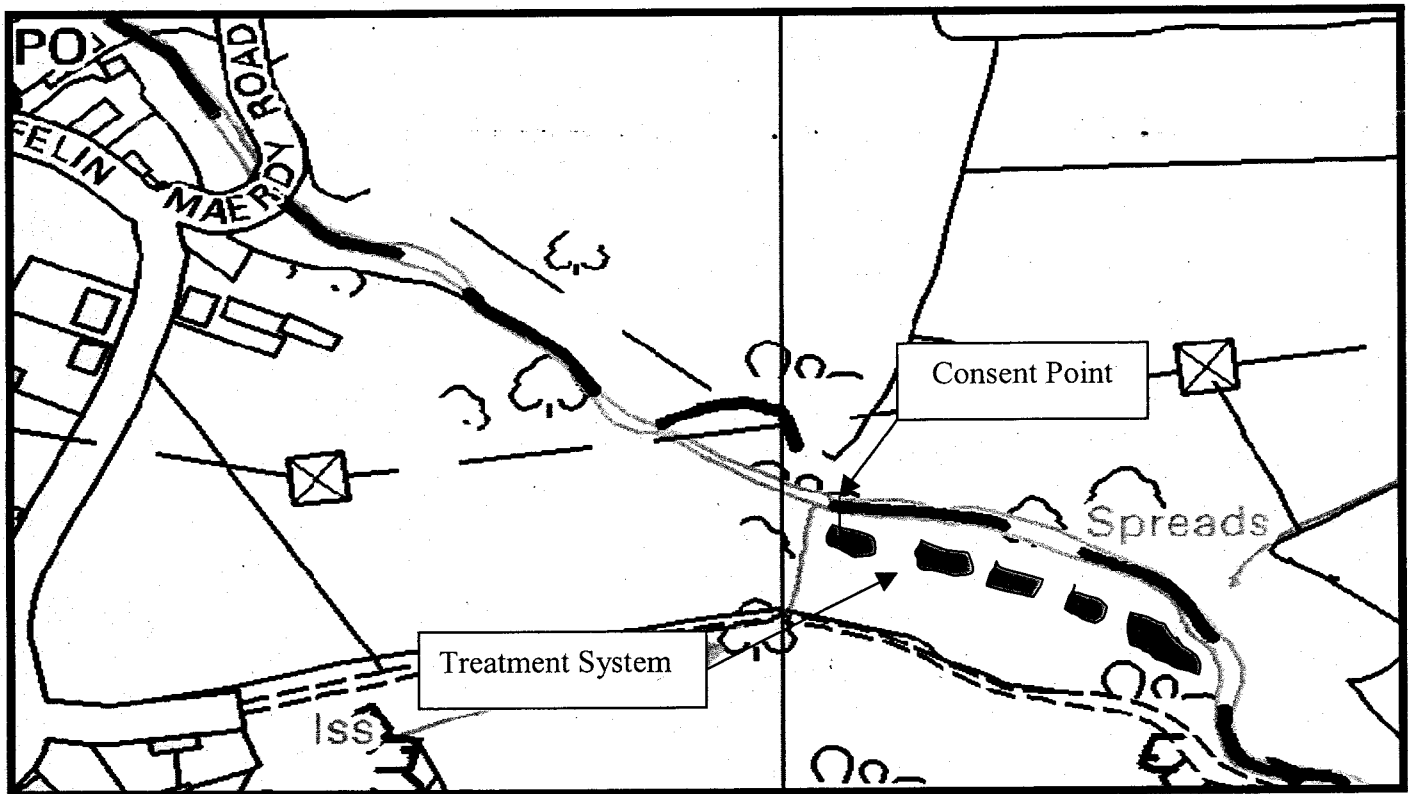 PO
ROAD
FELIN
MAERDY
Consent Point
Spreads
Treatment System
Iss